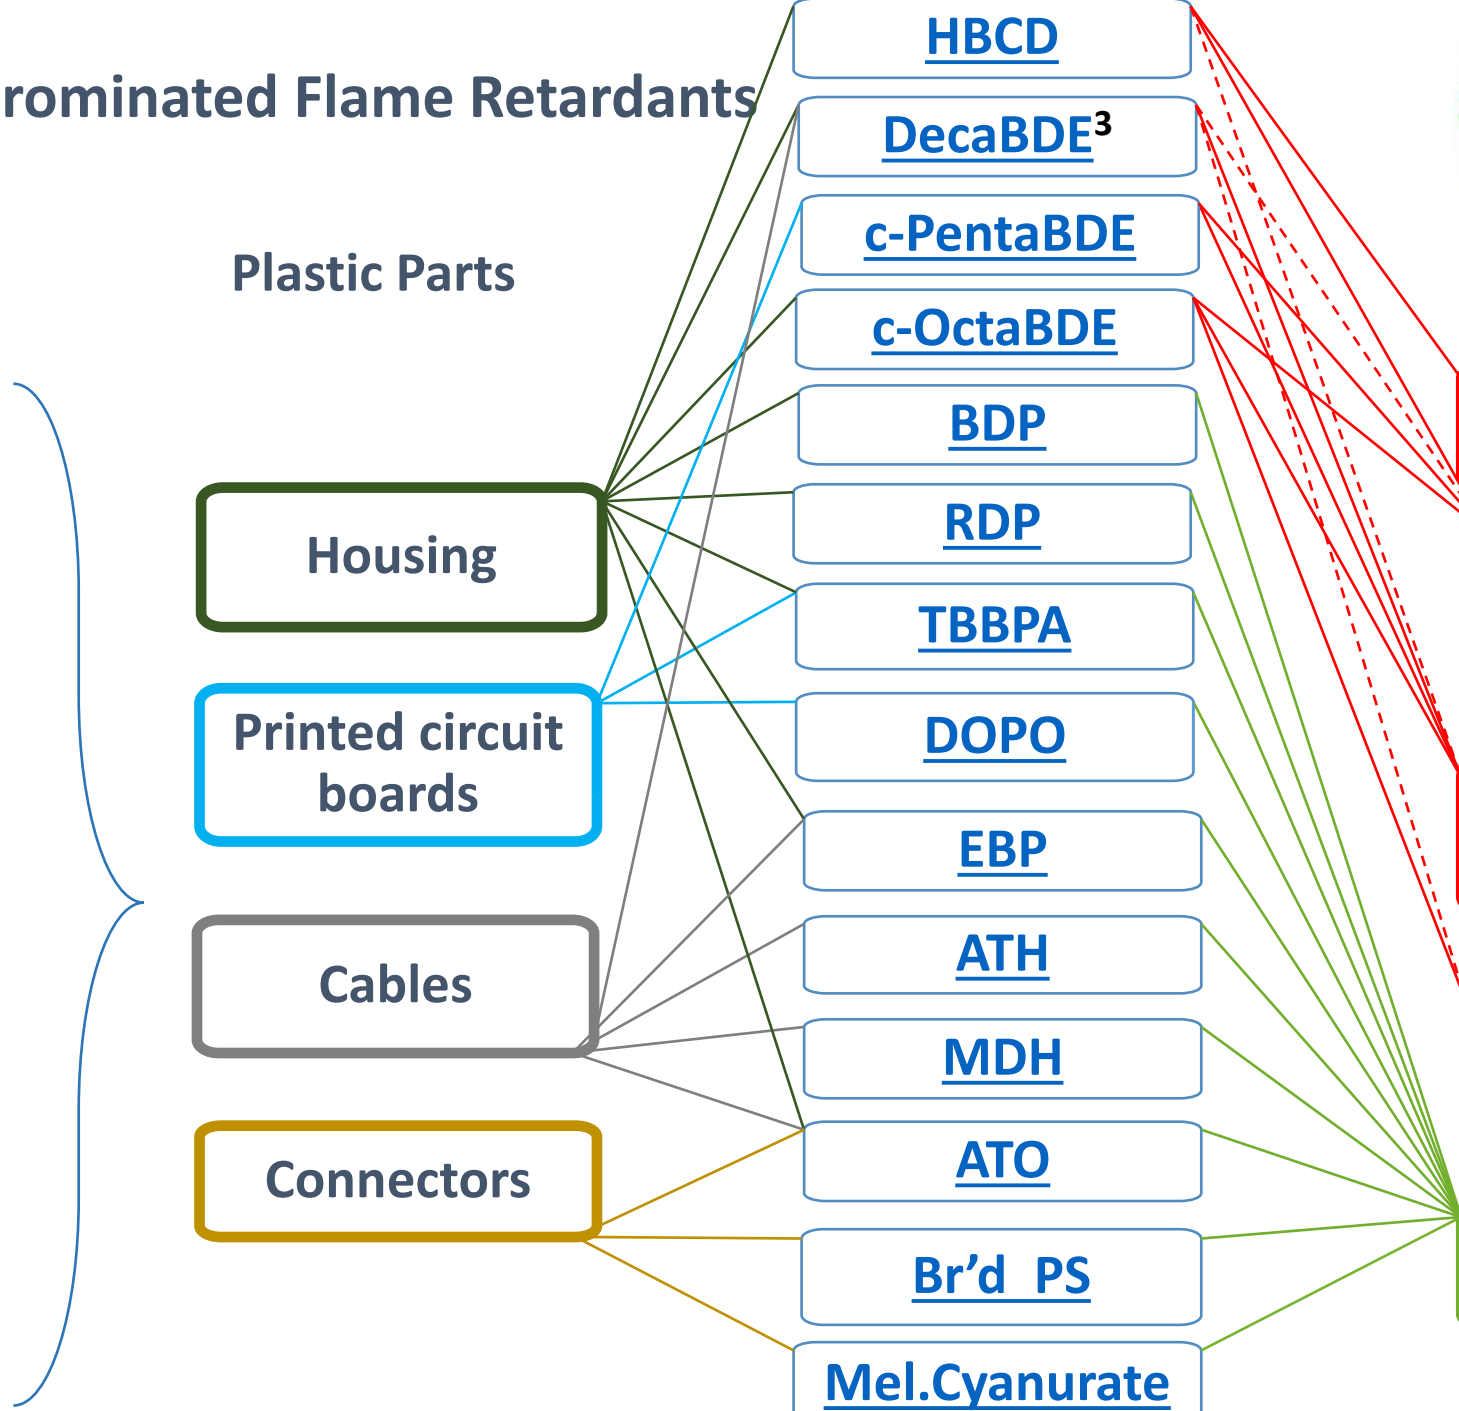 HBCD
rominated Flame Retardants
DecaBDE³
c-PentaBDE
Plastic Parts
c-OctaBDE
BDP
RDP
Housing
TBBPA
Printed circuit
boards
DOPO
EBP
ATH
Cables
MDH
ATO
Connectors
Br’d PS
Mel.Cyanurate